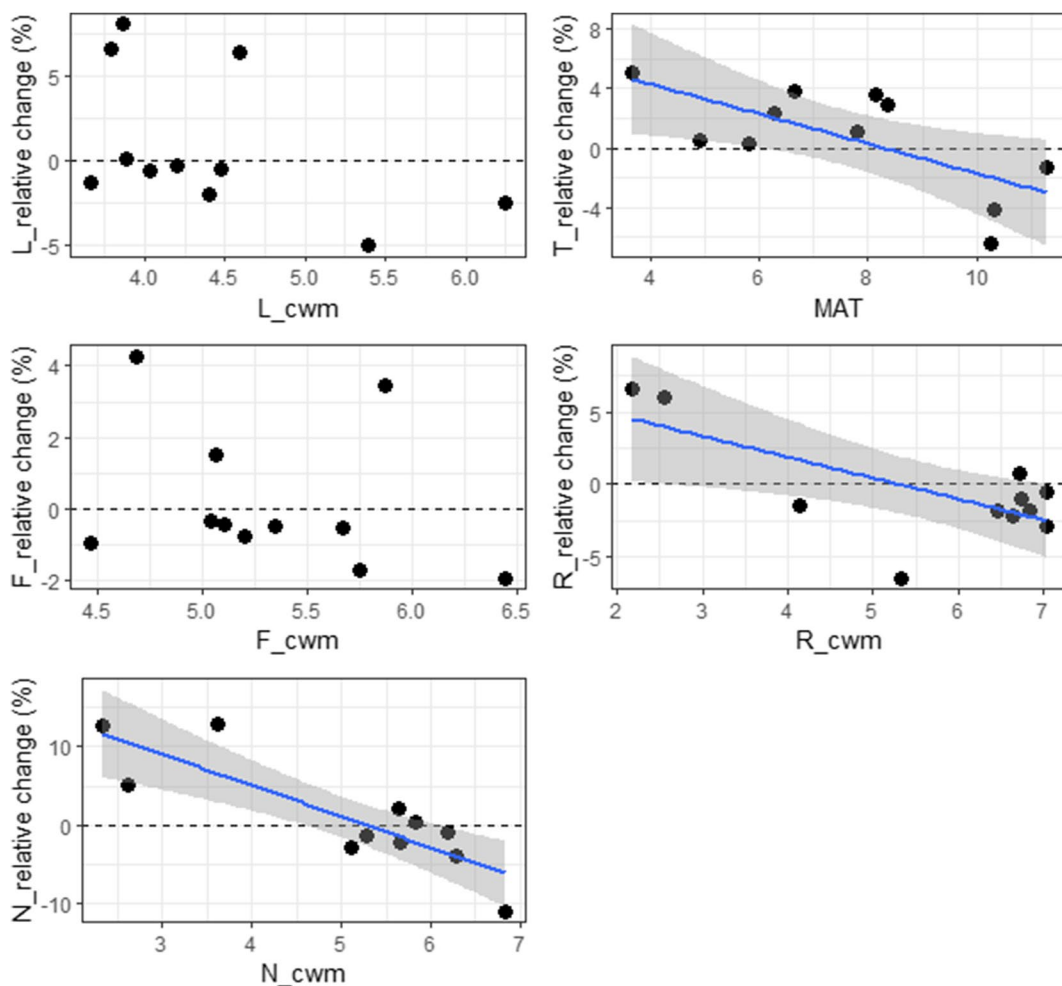 L_relative change (%)
5
0
-5
4.0 4.5 5.0 5.5 6.0
L_cwm
T_relative change (%)
8
4
0
-4
4 6 8 10
MAT
F_relative change (%)
4
2
0
-2
4.5 5.0 5.5 6.0 6.5
F_cwm
R_relative change (%)
5
0
-5
2 3 4 5 6 7
R_cwm
N_relative change (%)
10
0
-10
3 4 5 6 7
N_cwm